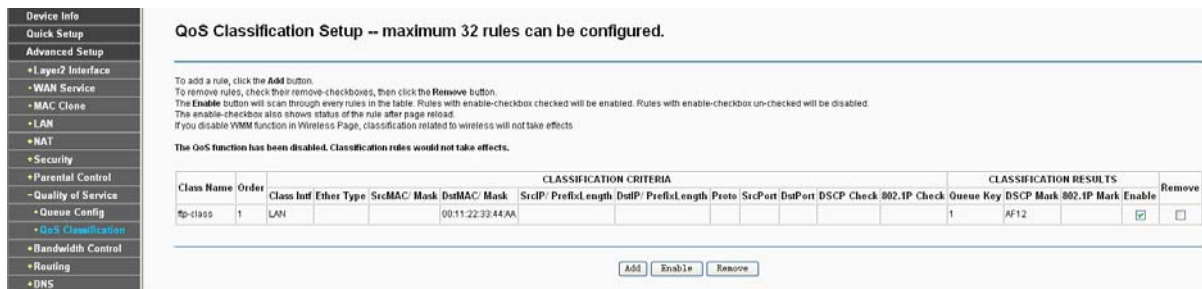 Device Info
Quick Setup
Advanced Setup
+Layer2 Interface
•WAN Service
•MAC Clone
•LAN
+NAT
+Security
+Parental Control
-Quality of Service
•Queue Config
•QoS Classification
+Bandwidth Control
+Routing
+DNS
QoS Classification Setup -- maximum 32 rules can be configured.
To add a rule, click the Add button.
To remove rules, check their remove-checkboxes, then click the Remove button.
The Enable button will scan through every rules in the table. Rules with enable-checkbox checked will be enabled. Rules with enable-checkbox un-checked will be disabled.
The enable-checkbox also shows status of the rule after page reload.
If you disable WMM function in Wireless Page, classification related to wireless will not take effects
The QoS function has been disabled. Classification rules would not take effects.
CLASSIFICATION CRITERIA CLASSIFICATION RESULTS
Class Name Order Class Intf Ether Type SrcMAC/ Mask DstMAC/ Mask SrcIP/ PrefixLength DstIP/ PrefixLength Proto SrcPort DstPort DSCP Check 802.1P Check Queue Key DSCP Mark 802.1P Mark Enable Remove
ftp-class 1 LAN 00:11:22:33:44:AA 1 AF12
Add Enable Remove